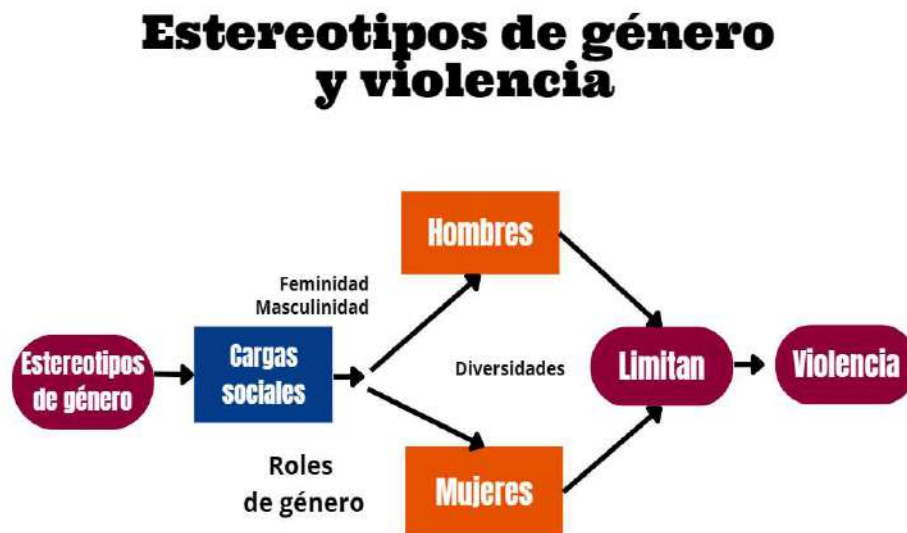 Estereotipos de género
y violencia
Hombres
Feminidad
Masculinidad
Estereotipos
de género
Cargas
sociales
Diversidades
Limitan
Violencia
Roles
de género
Mujeres